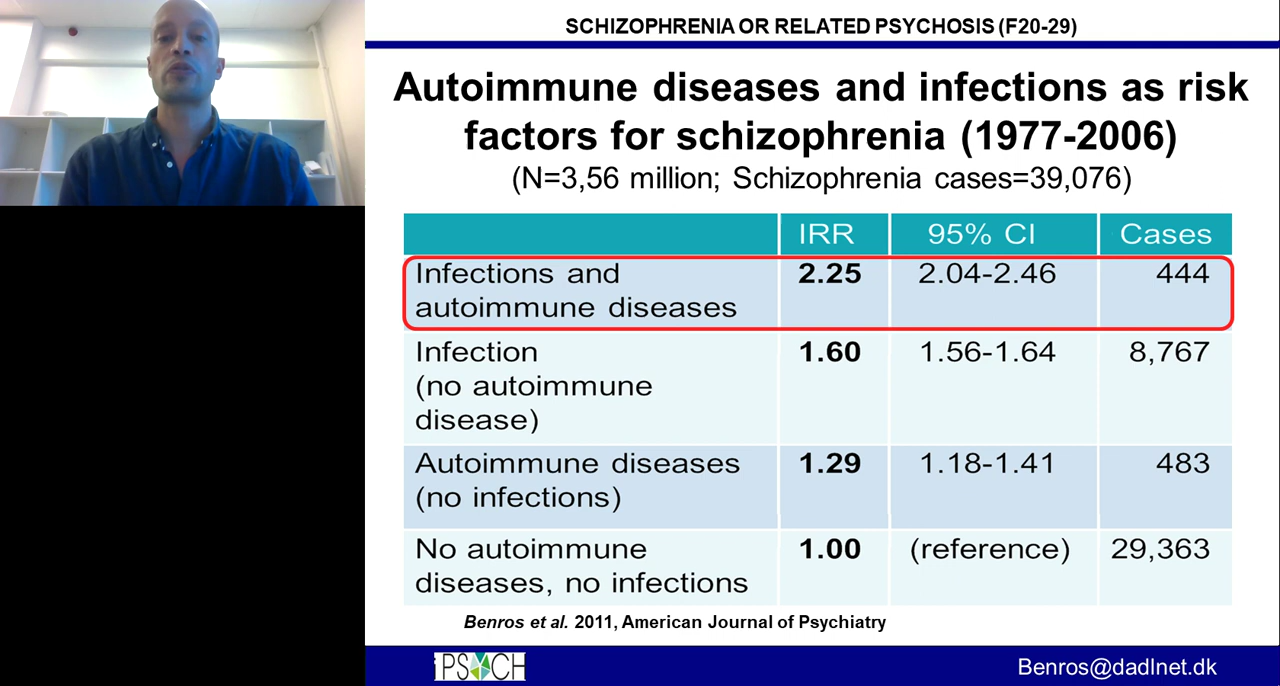 SCHIZOPHRENIA OR RELATED PSYCHOSIS (F20-29)
Autoimmune diseases and infections as risk
factors for schizophrenia (1977-2006)
(N=3,56 million; Schizophrenia cases=39,076)
IRR 95% CI Cases
Infections and 2.25 2.04-2.46 444
autoimmune diseases
Infection 1.60 1.56-1.64 8,767
(no autoimmune
disease)
Autoimmune diseases 1.29 1.18-1.41 483
(no infections)
No autoimmune 1.00 (reference) 29,363
diseases, no infections
Benros et al. 2011, American Journal of Psychiatry
iPSYCH Benros@dadlnet.dk